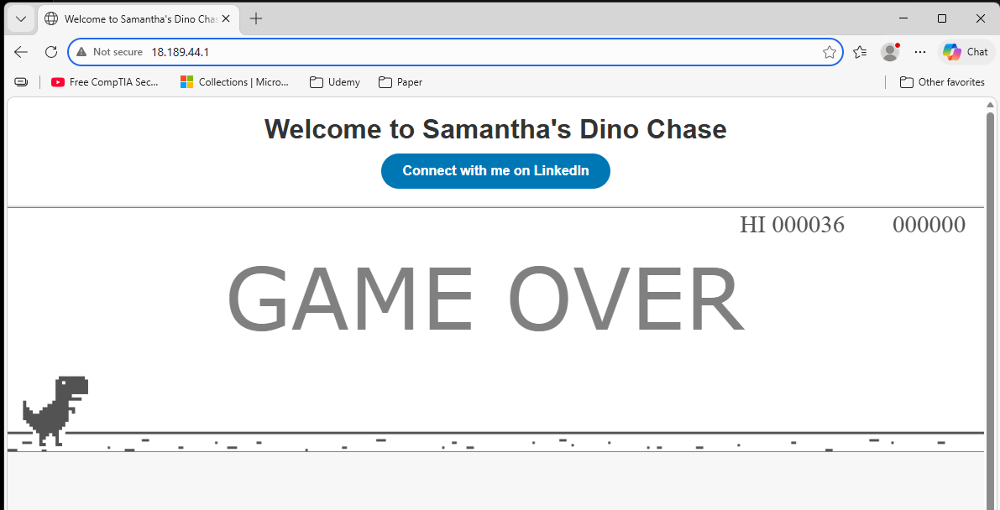 Welcome to Samantha's Dino Chas
Not secure 18.189.44.1
Chat
Free CompTIA Sec...
Collections | Micro...
Udemy
Paper
Other favorites
Welcome to Samantha's Dino Chase
Connect with me on LinkedIn
HI 000036 000000
GAME OVER